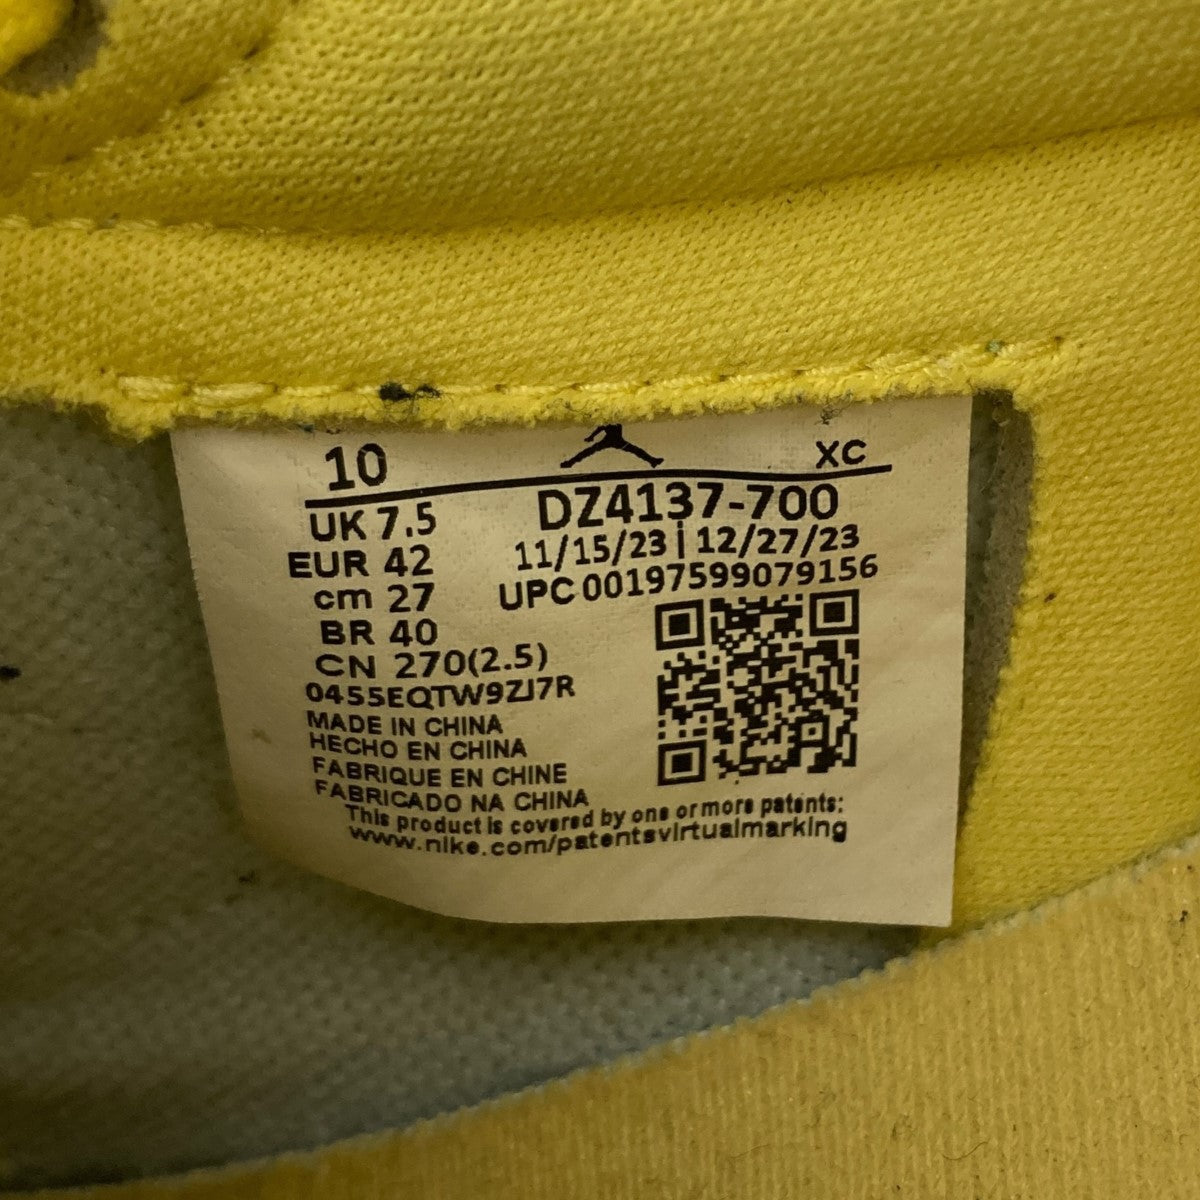 10 XC
UK 7.5 DZ4137-700
EUR 42 11/15/23 | 12/27/23
cm 27 UPC 00197599079156
BR 40
CN 270(2.5)
0455EQTW9ZJ7R
MADE IN CHINA
HECHO EN CHINA
FABRIQUE EN CHINE
FABRICADO NA CHINA
This product is covered by one or more patents:
www.nike.com/patentsvirtualmarking